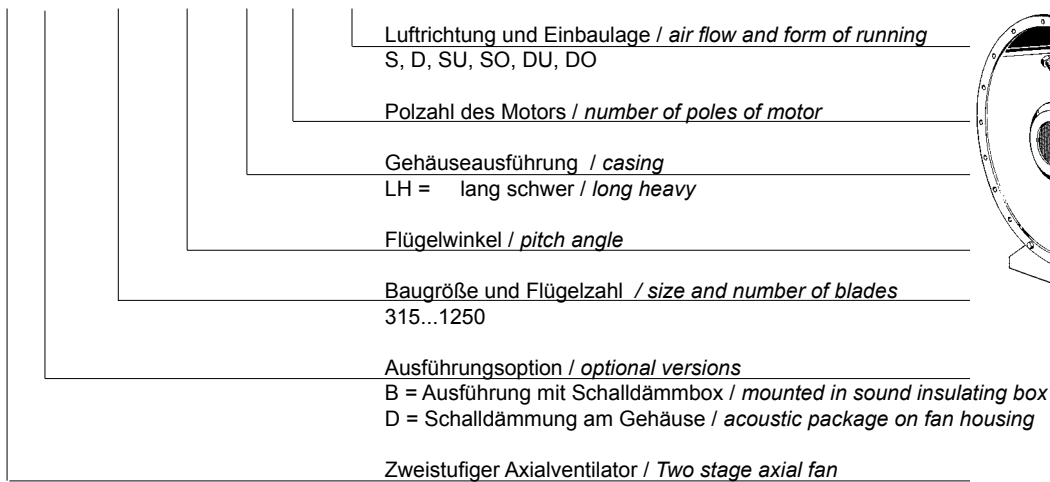 Luftrichtung und Einbaulage / air flow and form of running
S, D, SU, SO, DU, DO
Polzahl des Motors / number of poles of motor
Gehäuseausführung / casing
LH = lang schwer / long heavy
Flügelwinkel / pitch angle
Baugröße und Flügelzahl / size and number of blades
315...1250
Ausführungsoption / optional versions
B = Ausführung mit Schalldämmbox / mounted in sound insulating box
D = Schalldämmung am Gehäuse / acoustic package on fan housing
Zweistufiger Axialventilator / Two stage axial fan